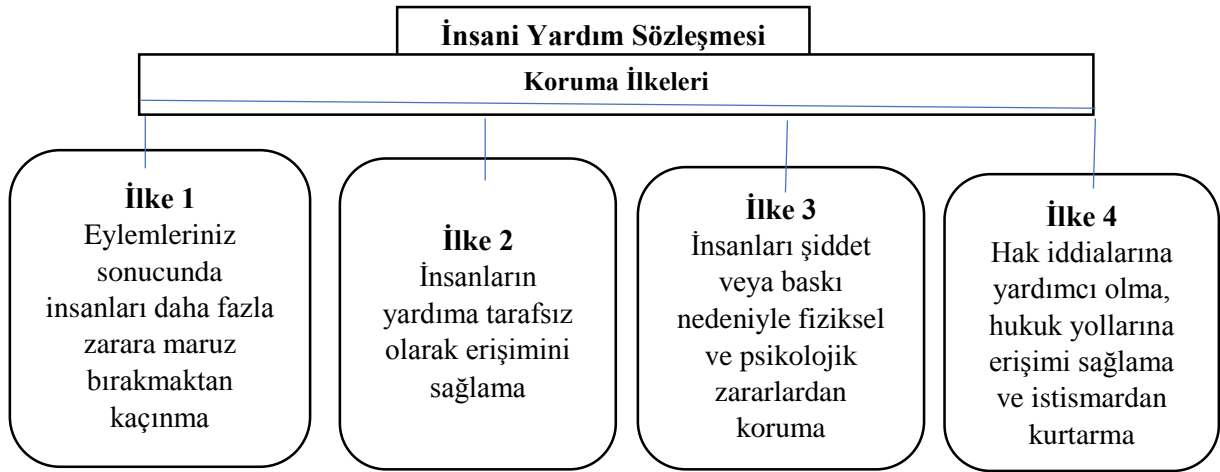 İnsani Yardım Sözleşmesi
Koruma İlkeleri
İlke 1
Eylemleriniz
sonucunda
insanları daha fazla
zarara maruz
bırakmaktan
kaçınma
İlke 2
İnsanların
yardıma tarafsız
olarak erişimini
sağlama
İlke 3
İnsanları şiddet
veya baskı
nedeniyle fiziksel
ve psikolojik
zararlardan
koruma
İlke 4
Hak iddialarına
yardımcı olma,
hukuk yollarına
erişimi sağlama
ve istismardan
kurtarma